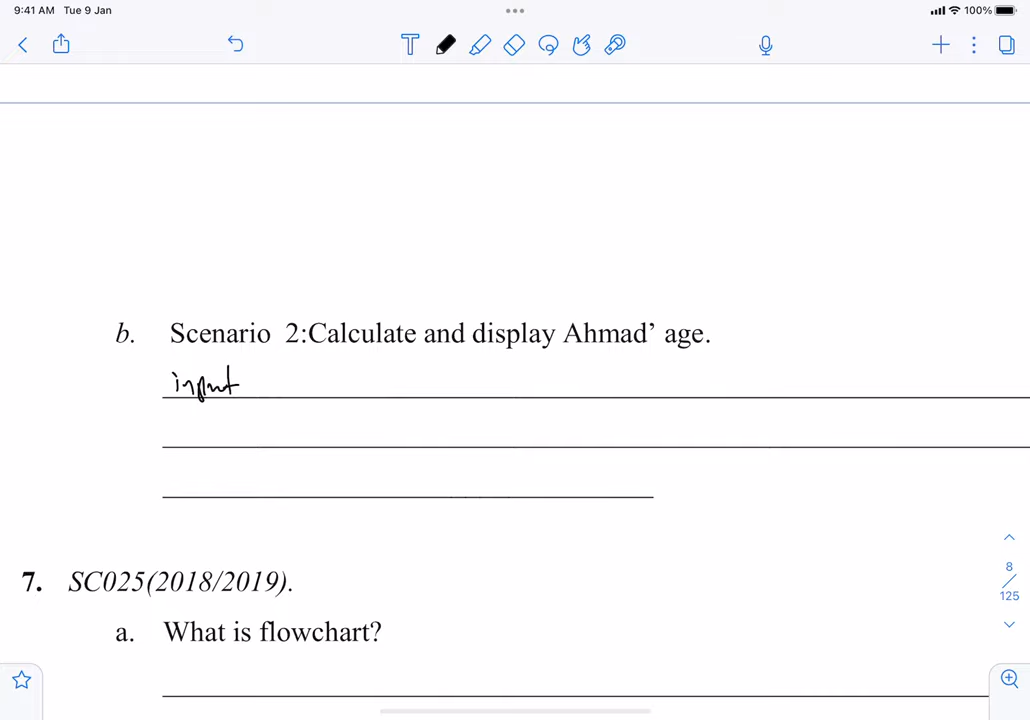 9:41 AM Tue 9 Jan 100%
b. Scenario 2:Calculate and display Ahmad’ age.
input
7. SC025(2018/2019).
a. What is flowchart?
8
125